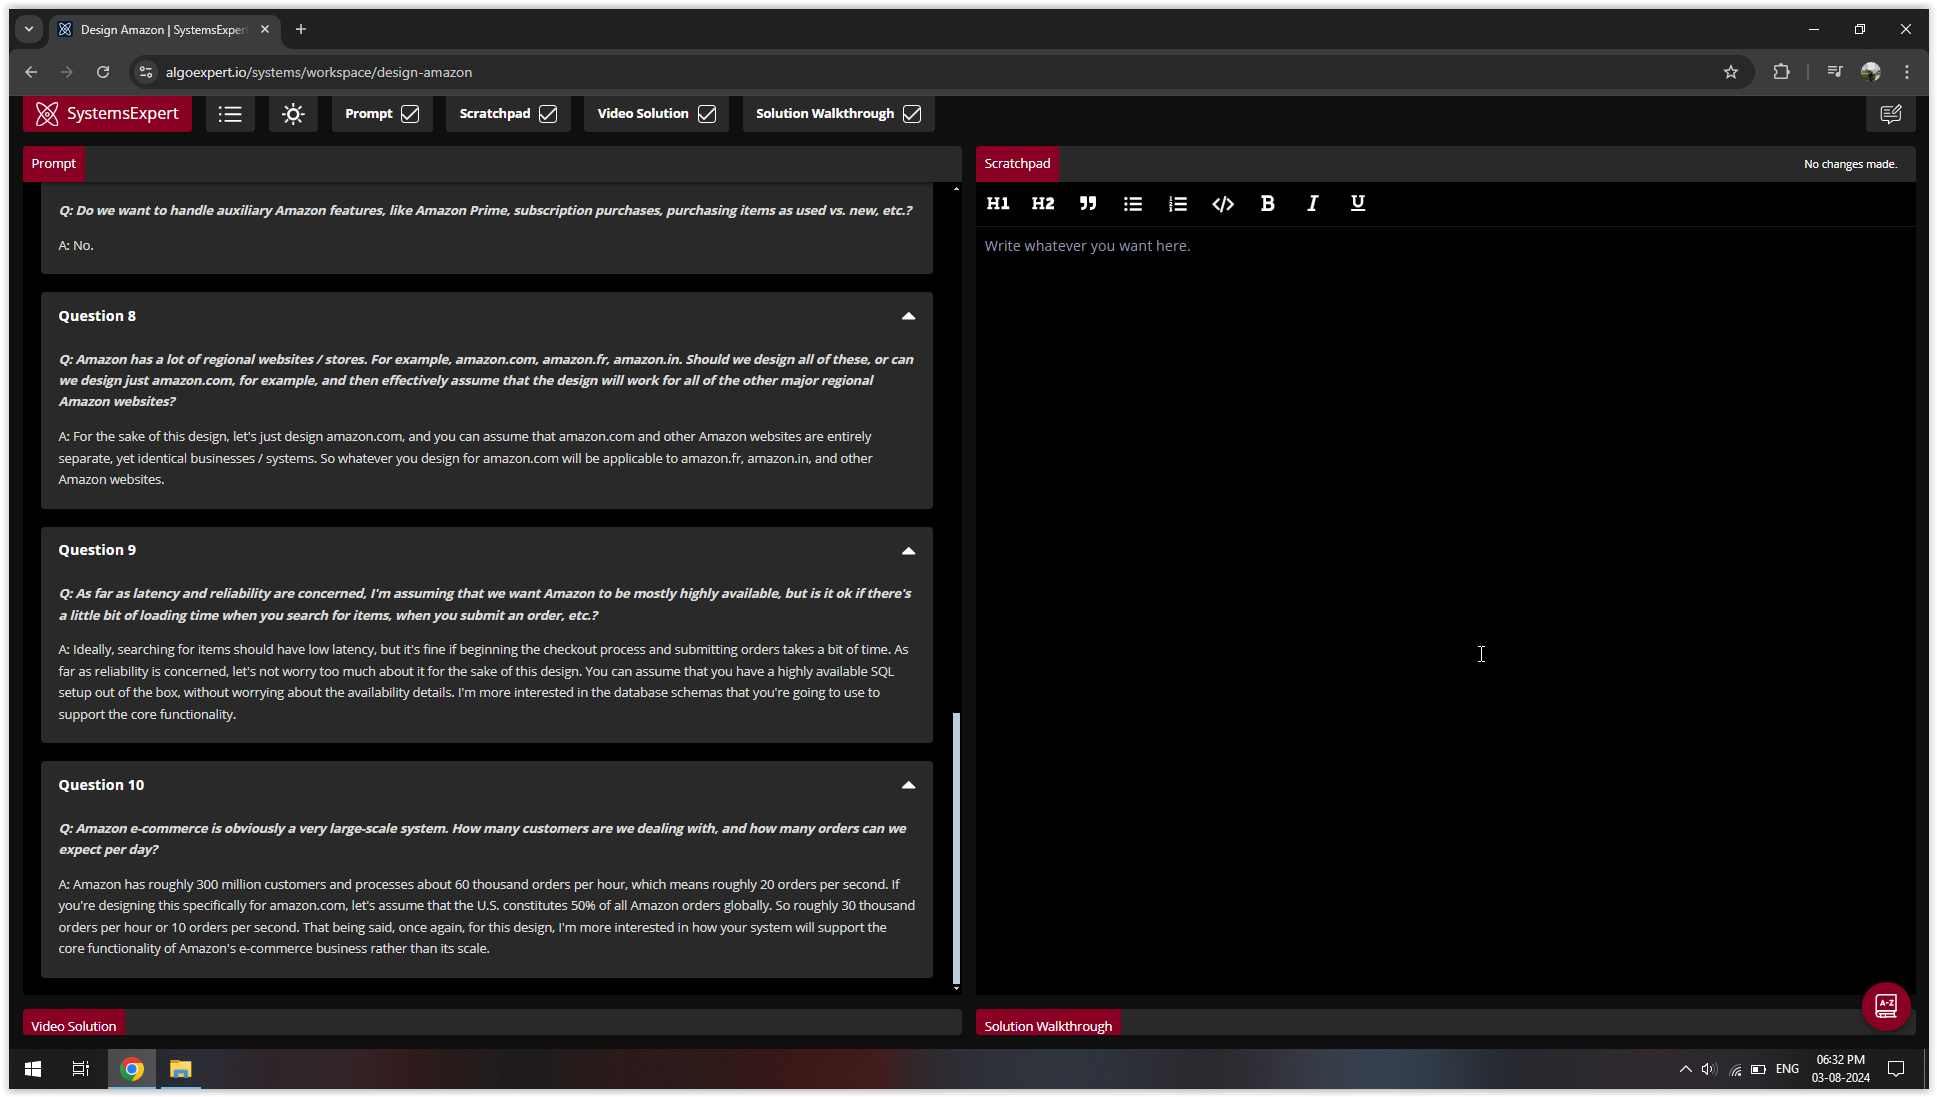 Design Amazon | SystemsExper
algoexpert.io/systems/workspace/design-amazon
SystemsExpert
Prompt
Scratchpad
Video Solution
Solution Walkthrough
Prompt
Q: Do we want to handle auxiliary Amazon features, like Amazon Prime, subscription purchases, purchasing items as used vs. new, etc.?
A: No.
Question 8
Q: Amazon has a lot of regional websites / stores. For example, amazon.com, amazon.fr, amazon.in. Should we design all of these, or can
we design just amazon.com, for example, and then effectively assume that the design will work for all of the other major regional
Amazon websites?
A: For the sake of this design, let's just design amazon.com, and you can assume that amazon.com and other Amazon websites are entirely
separate, yet identical businesses / systems. So whatever you design for amazon.com will be applicable to amazon.fr, amazon.in, and other
Amazon websites.
Question 9
Q: As far as latency and reliability are concerned, I'm assuming that we want Amazon to be mostly highly available, but is it ok if there's
a little bit of loading time when you search for items, when you submit an order, etc.?
A: Ideally, searching for items should have low latency, but it's fine if beginning the checkout process and submitting orders takes a bit of time. As
far as reliability is concerned, let's not worry too much about it for the sake of this design. You can assume that you have a highly available SQL
setup out of the box, without worrying about the availability details. I'm more interested in the database schemas that you're going to use to
support the core functionality.
Question 10
Q: Amazon e-commerce is obviously a very large-scale system. How many customers are we dealing with, and how many orders can we
expect per day?
A: Amazon has roughly 300 million customers and processes about 60 thousand orders per hour, which means roughly 20 orders per second. If
you're designing this specifically for amazon.com, let's assume that the U.S. constitutes 50% of all Amazon orders globally. So roughly 30 thousand
orders per hour or 10 orders per second. That being said, once again, for this design, I'm more interested in how your system will support the
core functionality of Amazon's e-commerce business rather than its scale.
Scratchpad
No changes made.
H1 H2 B I U
Write whatever you want here.
A-Z
Video Solution
Solution Walkthrough
ENG
06:32 PM
03-08-2024